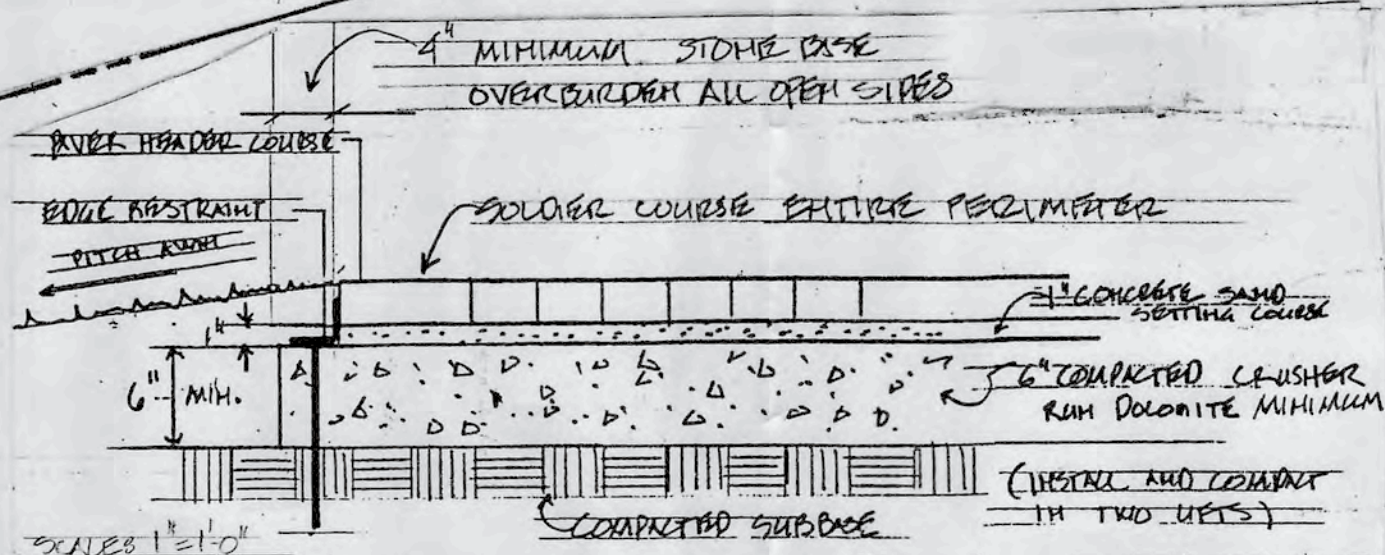 4" MINIMUM STONE BASE
OVERBURDEN ALL OPEN SIDES
PAVER HEADER COURSE
EDGE RESTRAINT
SOLDIER COURSE ENTIRE PERIMETER
PITCH AWAY
1" CONCRETE SAND
SETTING COURSE
1"
6" MIN.
6" COMPACTED CRUSHER
RUN DOLOMITE MINIMUM
(INSTALL AND COMPACT
IN TWO LIFTS)
COMPACTED SUBBASE
SCALE: 1"=1'-0"